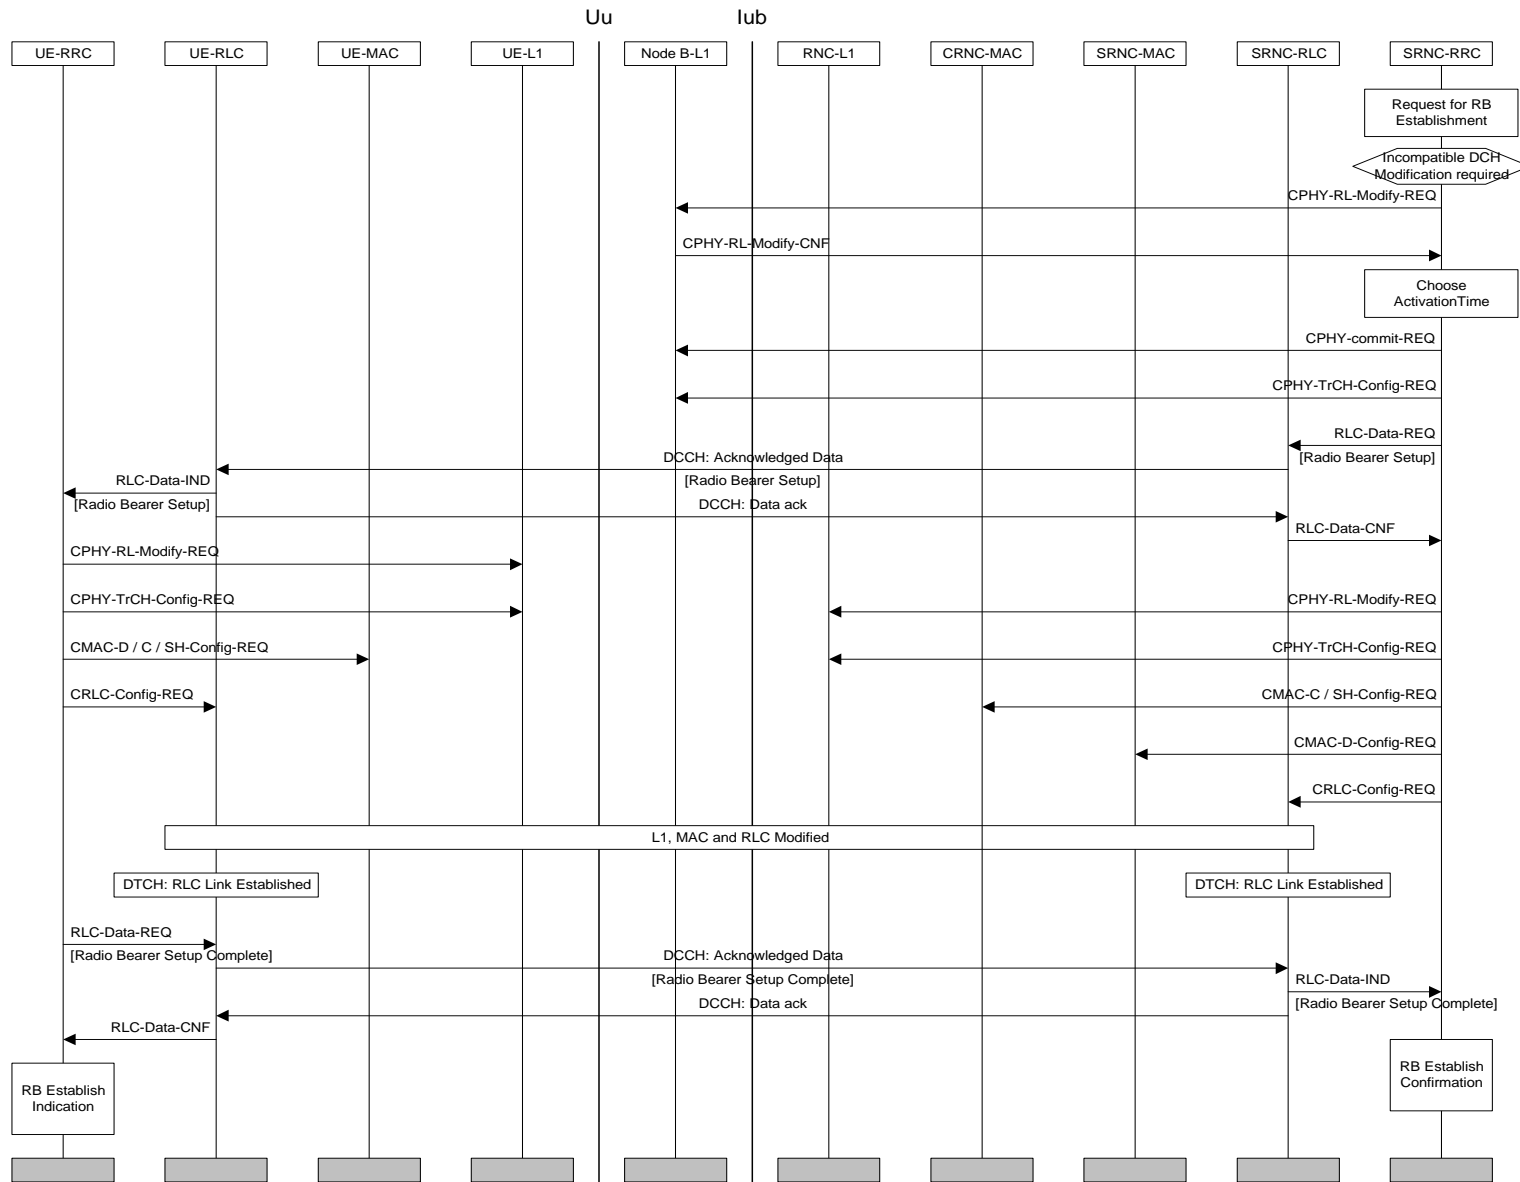 Uu
Iub
UE-RRC
UE-RLC
UE-MAC
UE-L1
Node B-L1
RNC-L1
CRNC-MAC
SRNC-MAC
SRNC-RLC
SRNC-RRC
Request for RB
Establishment
Incompatible DCH
Modification required
CPHY-RL-Modify-REQ
CPHY-RL-Modify-CNF
Choose
ActivationTime
CPHY-commit-REQ
CPHY-TrCH-Config-REQ
RLC-Data-REQ
[Radio Bearer Setup]
DCCH: Acknowledged Data
[Radio Bearer Setup]
RLC-Data-IND
[Radio Bearer Setup]
DCCH: Data ack
RLC-Data-CNF
CPHY-RL-Modify-REQ
CPHY-TrCH-Config-REQ
CPHY-RL-Modify-REQ
CMAC-D / C / SH-Config-REQ
CPHY-TrCH-Config-REQ
CRLC-Config-REQ
CMAC-C / SH-Config-REQ
CMAC-D-Config-REQ
CRLC-Config-REQ
L1, MAC and RLC Modified
DTCH: RLC Link Established
DTCH: RLC Link Established
RLC-Data-REQ
[Radio Bearer Setup Complete]
DCCH: Acknowledged Data
[Radio Bearer Setup Complete]
RLC-Data-IND
[Radio Bearer Setup Complete]
DCCH: Data ack
RLC-Data-CNF
RB Establish
Indication
RB Establish
Confirmation